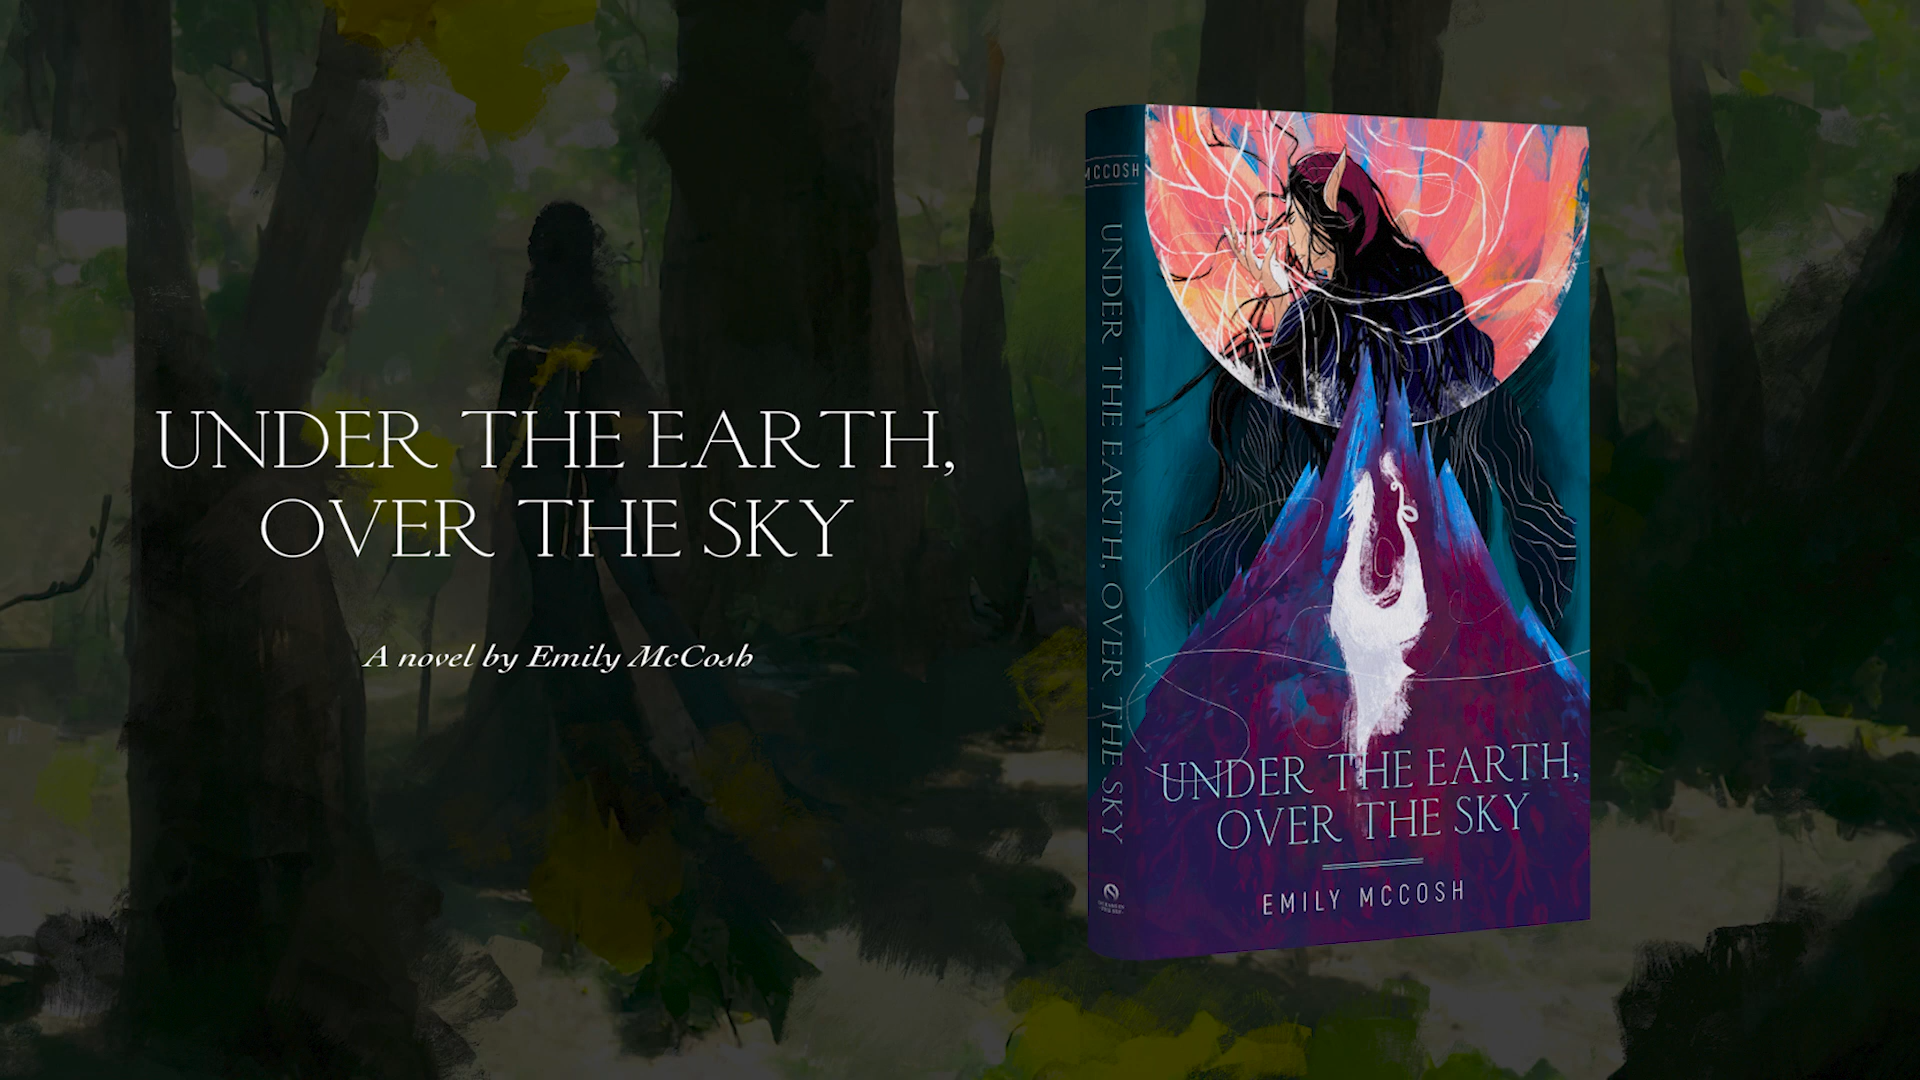 UNDER THE EARTH,
OVER THE SKY
A novel by Emily McCosh
MCCOSH
UNDER THE EARTH, OVER THE SKY
UNDER THE EARTH,
OVER THE SKY
EMILY MCCOSH